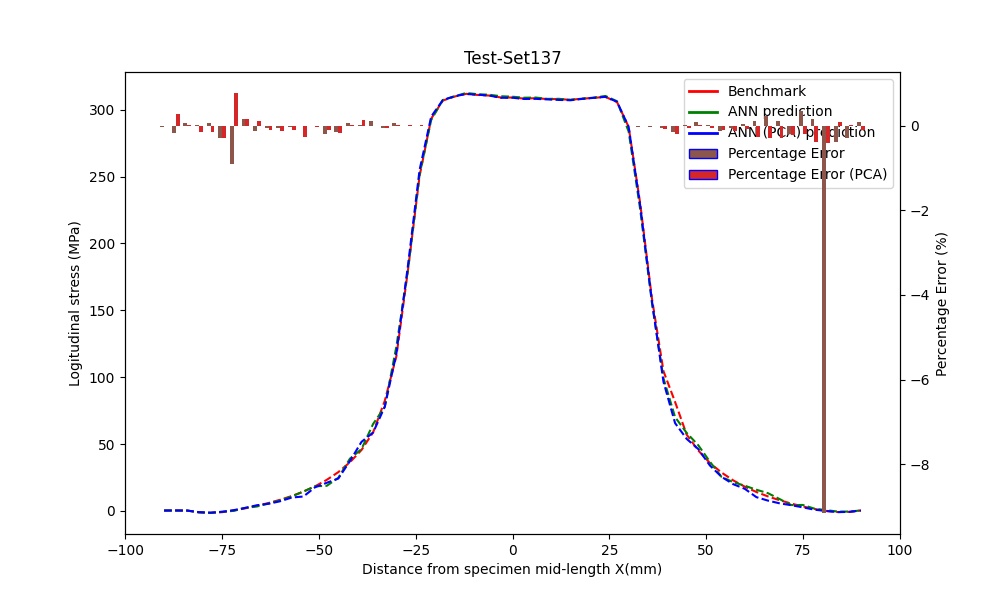 Test-Set137
Benchmark
ANN prediction
ANN (PCA) prediction
Percentage Error
Percentage Error (PCA)
300
250
200
150
100
50
0
Logitudinal stress (MPa)
0
−2
−4
−6
−8
Percentage Error (%)
−100 −75 −50 −25 0 25 50 75 100
Distance from specimen mid-length X(mm)